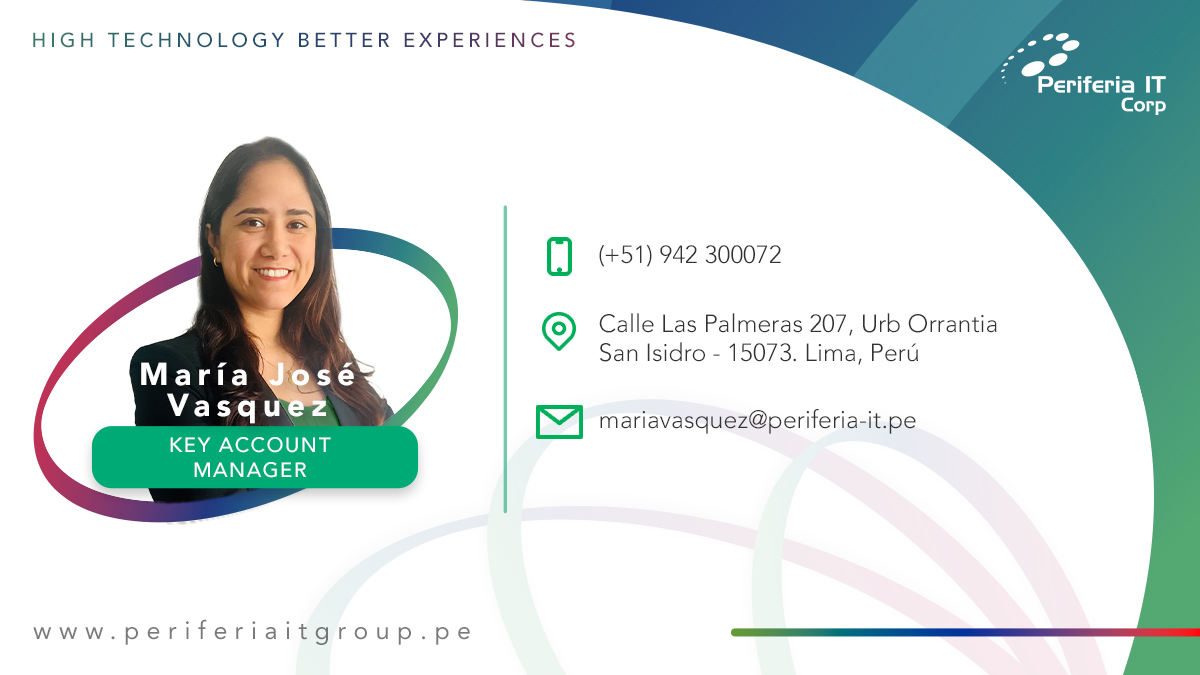 HIGH TECHNOLOGY BETTER EXPERIENCES
Periferia IT
Corp
María José
Vasquez
KEY ACCOUNT
MANAGER
(+51) 942 300072
Calle Las Palmeras 207, Urb Orrantia
San Isidro - 15073. Lima, Perú
mariavasquez@periferia-it.pe
www.periferiaitgroup.pe